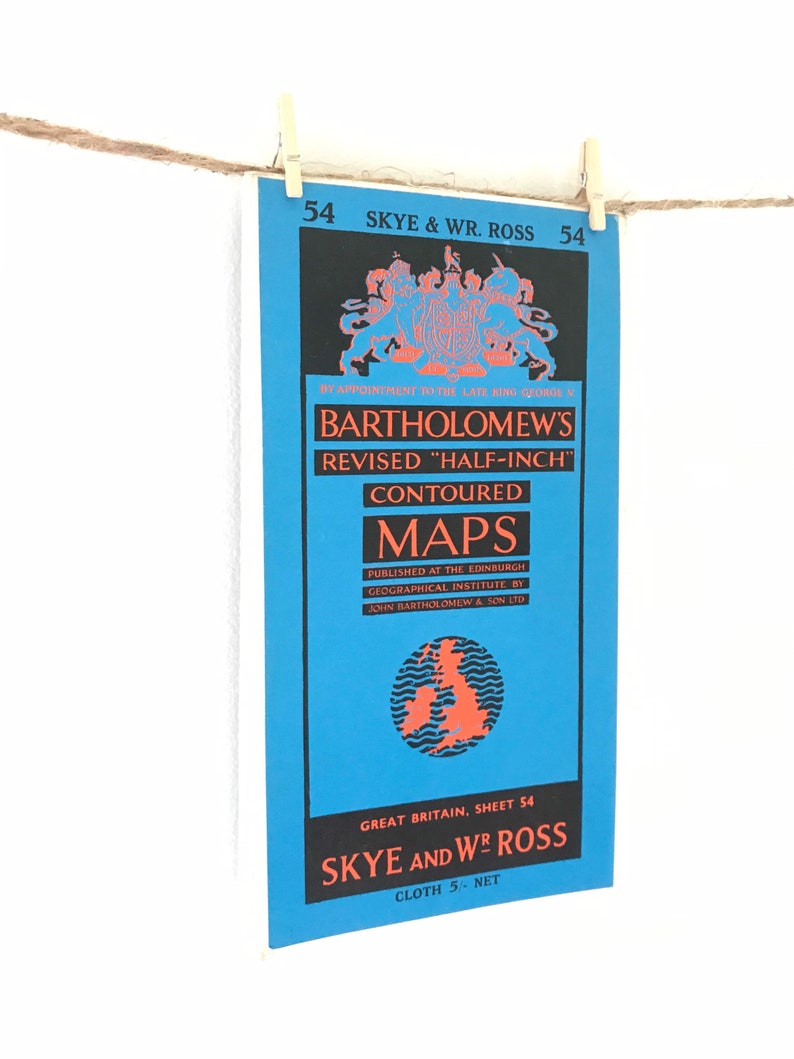 54 SKYE & WR. ROSS 54
BY APPOINTMENT TO THE LATE KING GEORGE V.
BARTHOLOMEW'S
REVISED "HALF-INCH"
CONTOURED
MAPS
PUBLISHED AT THE EDINBURGH
GEOGRAPHICAL INSTITUTE BY
JOHN BARTHOLOMEW & SON LTD
GREAT BRITAIN, SHEET 54
SKYE AND WR ROSS
CLOTH 5/- NET